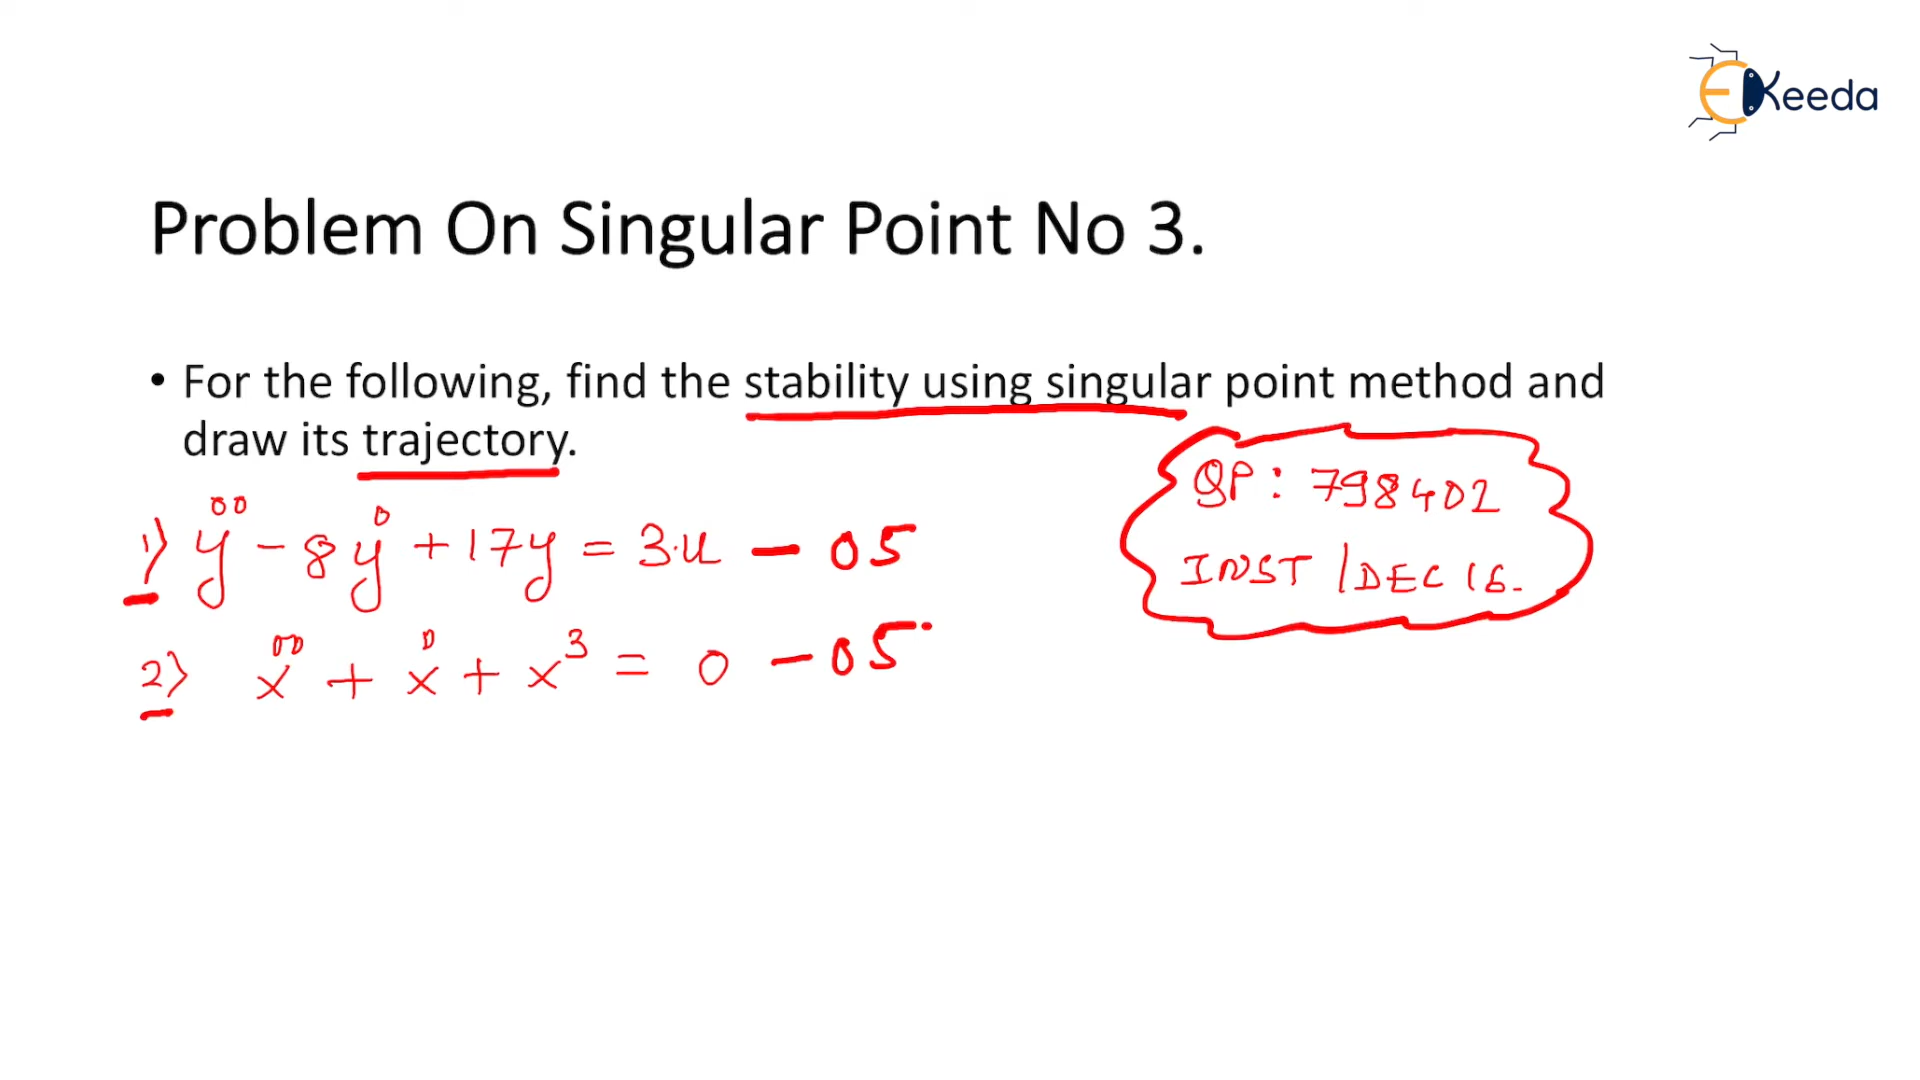 EKeeda
Problem On Singular Point No 3.
• For the following, find the stability using singular point method and
draw its trajectory.
QP: 798402
INST / DEC 16.
1) ÿ - 8ẏ + 17y = 3.u - 05
2) ẍ + ẋ + x³ = 0 - 05